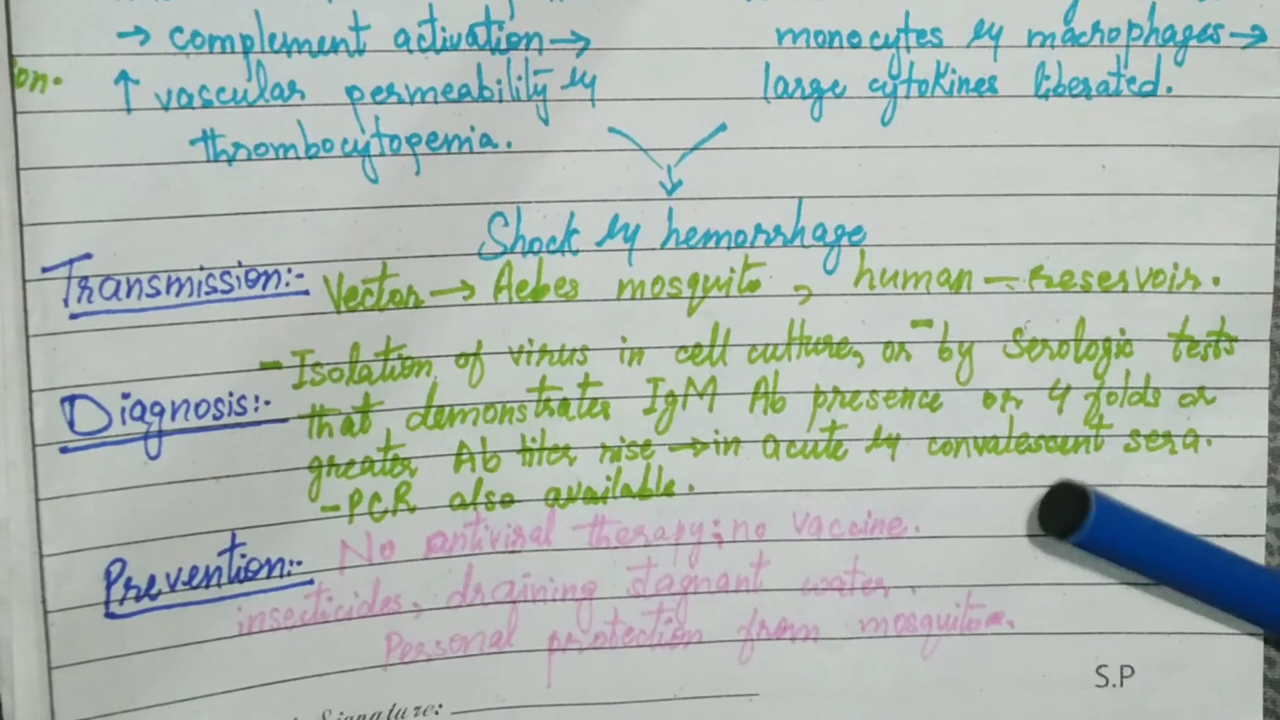 → complement activation →
↑ vascular permeability &
thrombocytopenia.
monocytes & macrophages →
large cytokines liberated.
on.
Shock & hemorrhage
Transmission:- Vector → Aedes mosquito, human — reservoir.
Diagnosis:- - Isolation of virus in cell culture, or by Serologic tests
that demonstrates IgM Ab presence or 4 folds or
greater Ab titer rise → in acute & convalescent sera.
- PCR also available.
Prevention:- No antiviral therapy; no vaccine.
insecticides, draining stagnant water.
Personal protection from mosquito.
S.P
Signature: